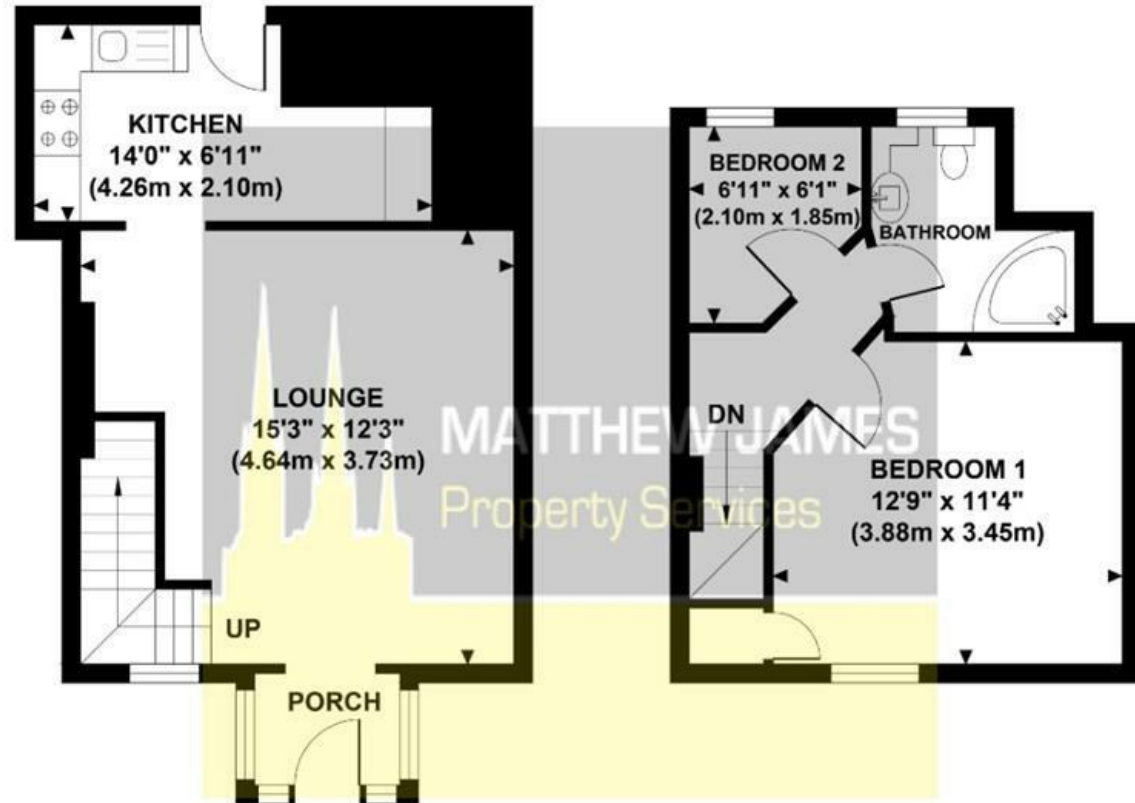 KITCHEN
14'0" x 6'11"
(4.26m x 2.10m)
LOUNGE
15'3" x 12'3"
(4.64m x 3.73m)
UP
PORCH
BEDROOM 2
6'11" x 6'1"
(2.10m x 1.85m)
BATHROOM
DN
BEDROOM 1
12'9" x 11'4"
(3.88m x 3.45m)
MATTHEW JAMES
Property Services